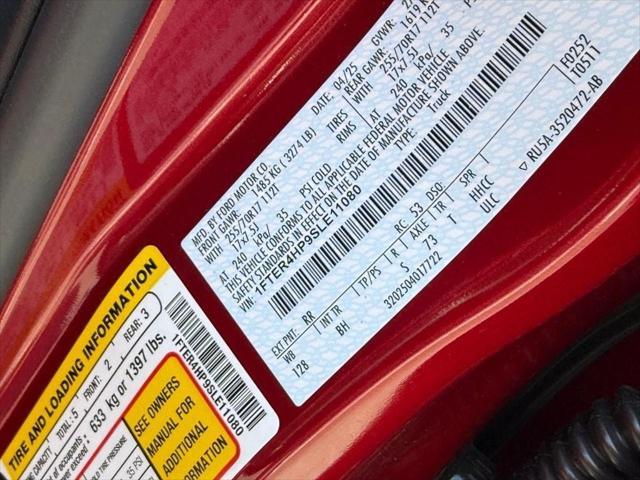 MFD. BY FORD MOTOR CO.
DATE: 04/25 GVWR:
FRONT GAWR: 1485 KG ( 3274 LB)
REAR GAWR: 1619 K
255/70R17 112T TIRES 255/70R17 112T
17x7.5J RIMS 17x7.5J
AT 240 kPa/ 35 PSI COLD AT 240 kPa/ 35
THIS VEHICLE CONFORMS TO ALL APPLICABLE FEDERAL MOTOR VEHICLE
SAFETY STANDARDS IN EFFECT ON THE DATE OF MANUFACTURE SHOWN ABOVE.
VIN: 1FTER4HP9SLE11080 TYPE: Truck
F0252
T0511
EXT PNT: RR RC: 53 DSO:
WB INT TR TP/PS R AXLE TR SPR
128 BH S 73 T HHCC
3202504017722 ULC
RU5A-3520472-AB
TIRE AND LOADING INFORMATION
TOTAL: 5 FRONT: 2 REAR: 3
633 kg or 1397 lbs.
COLD TIRE PRESSURE
35 PSI
SEE OWNERS
MANUAL FOR
ADDITIONAL
INFORMATION
1FTER4HP9SLE11080